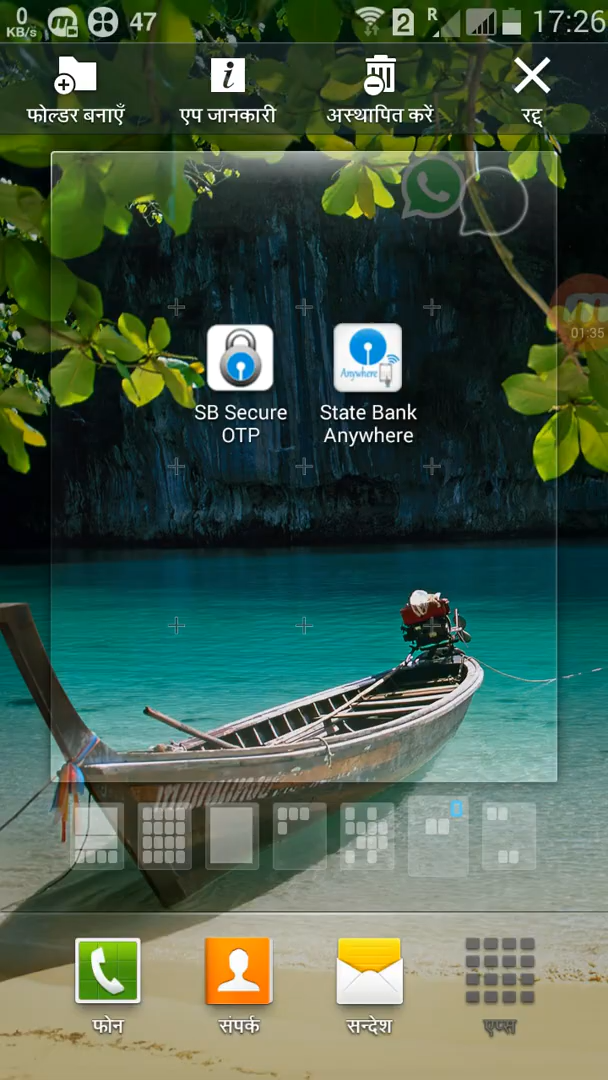 0
KB/s
47
2
R
17:26
फोल्डर बनाएँ
एप जानकारी
अस्थापित करें
रद्द
01:35
Anywhere
SB Secure
OTP
State Bank
Anywhere
फोन
संपर्क
सन्देश
एप्स